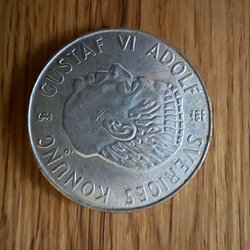 GUSTAF VI ADOLF SVERIGES KONUNG